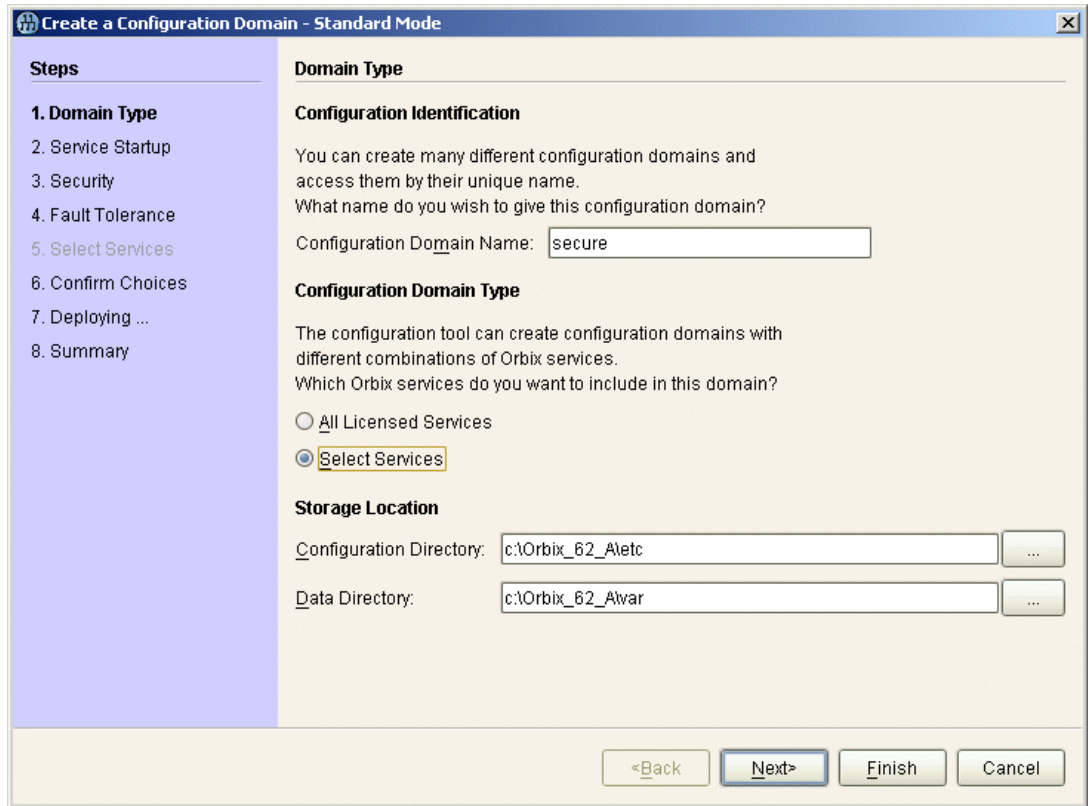 Create a Configuration Domain - Standard Mode
Steps
1. Domain Type
2. Service Startup
3. Security
4. Fault Tolerance
5. Select Services
6. Confirm Choices
7. Deploying ...
8. Summary
Domain Type
Configuration Identification
You can create many different configuration domains and
access them by their unique name.
What name do you wish to give this configuration domain?
Configuration Domain Name: secure
Configuration Domain Type
The configuration tool can create configuration domains with
different combinations of Orbix services.
Which Orbix services do you want to include in this domain?
All Licensed Services
Select Services
Storage Location
Configuration Directory: c:\Orbix_62_A\etc ...
Data Directory: c:\Orbix_62_A\var ...
<Back Next> Finish Cancel